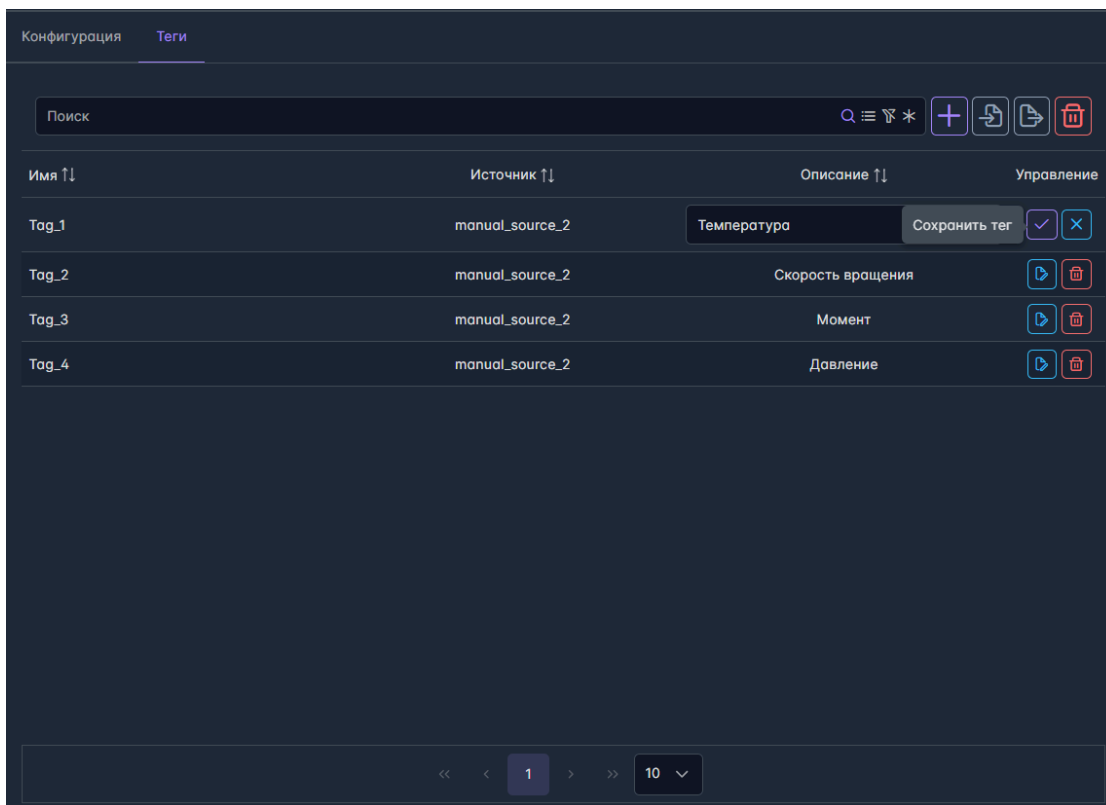 Конфигурация Теги
Поиск
Имя Источник Описание Управление
Tag_1 manual_source_2 Температура Сохранить тег
Tag_2 manual_source_2 Скорость вращения
Tag_3 manual_source_2 Момент
Tag_4 manual_source_2 Давление
1 10